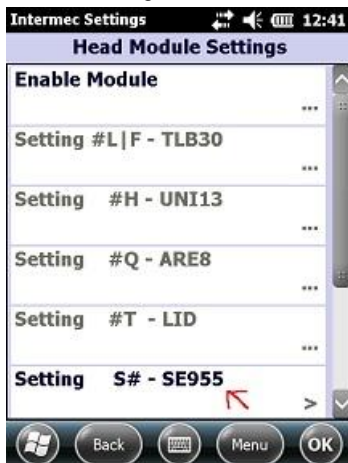 Intermec Settings 12:41
Head Module Settings
Enable Module
...
Setting #L|F - TLB30
...
Setting #H - UNI13
...
Setting #Q - ARE8
...
Setting #T - LID
...
Setting S# - SE955
>
Back Menu OK